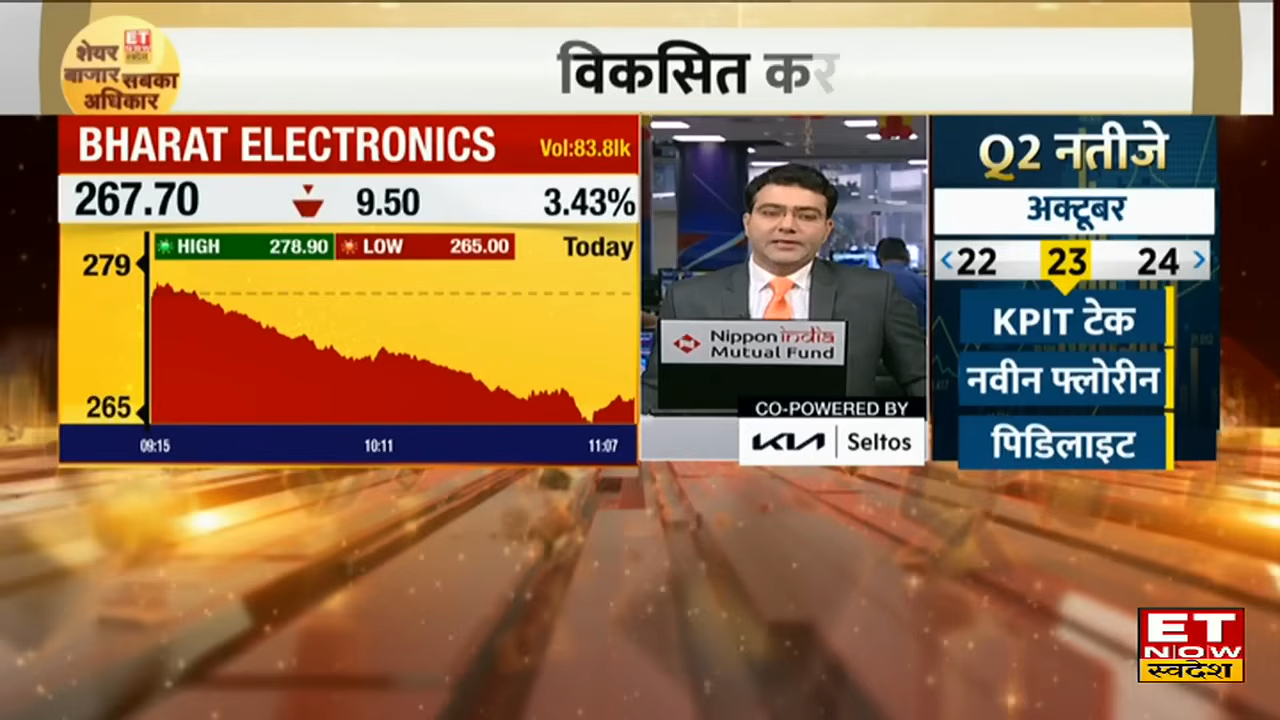 शेयर
ET
NOW
स्वदेश
बाजार सबका
अधिकार
विकसित कर
BHARAT ELECTRONICS
Vol:83.8lk
267.70 9.50 3.43%
HIGH 278.90 LOW 265.00 Today
279
265
09:15 10:11 11:07
Nippon india
Mutual Fund
CO-POWERED BY
KIA Seltos
Q2 नतीजे
अक्टूबर
22 23 24
KPIT टेक
नवीन फ्लोरीन
पिडिलाइट
ET
NOW
स्वदेश